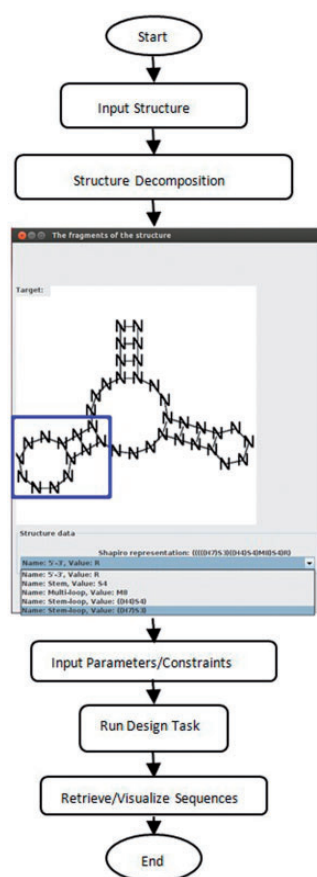 Start
Input Structure
Structure Decomposition
The fragments of the structure
Target:
Structure data
Shapiro representation: ((((H7)S3)((H4)S4)M8)S4)R)
Name: 5'-3', Value: R
Name: 5'-3', Value: R
Name: Stem, Value: S4
Name: Multi-loop, Value: M8
Name: Stem-loop, Value: ((H4)S4)
Name: Stem-loop, Value: ((H7)S3)
Input Parameters/Constraints
Run Design Task
Retrieve/Visualize Sequences
End